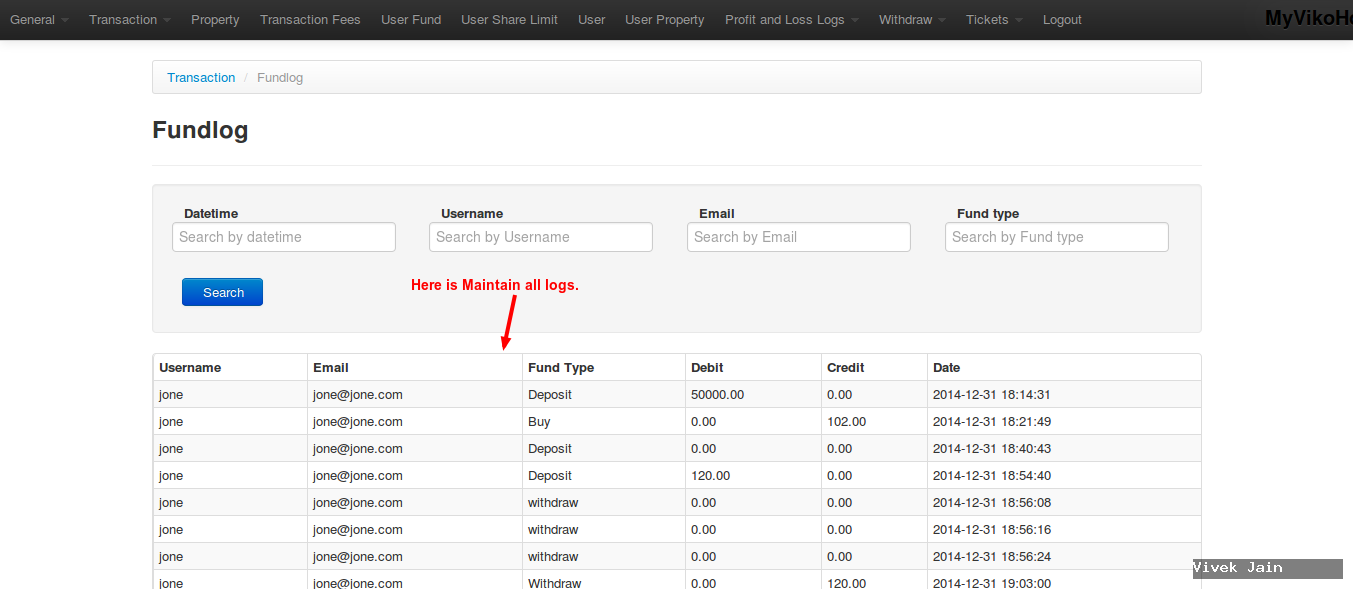 General Transaction Property Transaction Fees User Fund User Share Limit User User Property Profit and Loss Logs Withdraw Tickets Logout MyVikoHo
Transaction / Fundlog
Fundlog
Datetime Username Email Fund type
Search by datetime Search by Username Search by Email Search by Fund type
Search
Here is Maintain all logs.
Username Email Fund Type Debit Credit Date
jone jone@jone.com Deposit 50000.00 0.00 2014-12-31 18:14:31
jone jone@jone.com Buy 0.00 102.00 2014-12-31 18:21:49
jone jone@jone.com Deposit 0.00 0.00 2014-12-31 18:40:43
jone jone@jone.com Deposit 120.00 0.00 2014-12-31 18:54:40
jone jone@jone.com withdraw 0.00 0.00 2014-12-31 18:56:08
jone jone@jone.com withdraw 0.00 0.00 2014-12-31 18:56:16
jone jone@jone.com withdraw 0.00 0.00 2014-12-31 18:56:24
jone jone@jone.com Withdraw 0.00 120.00 2014-12-31 19:03:00
Vivek Jain